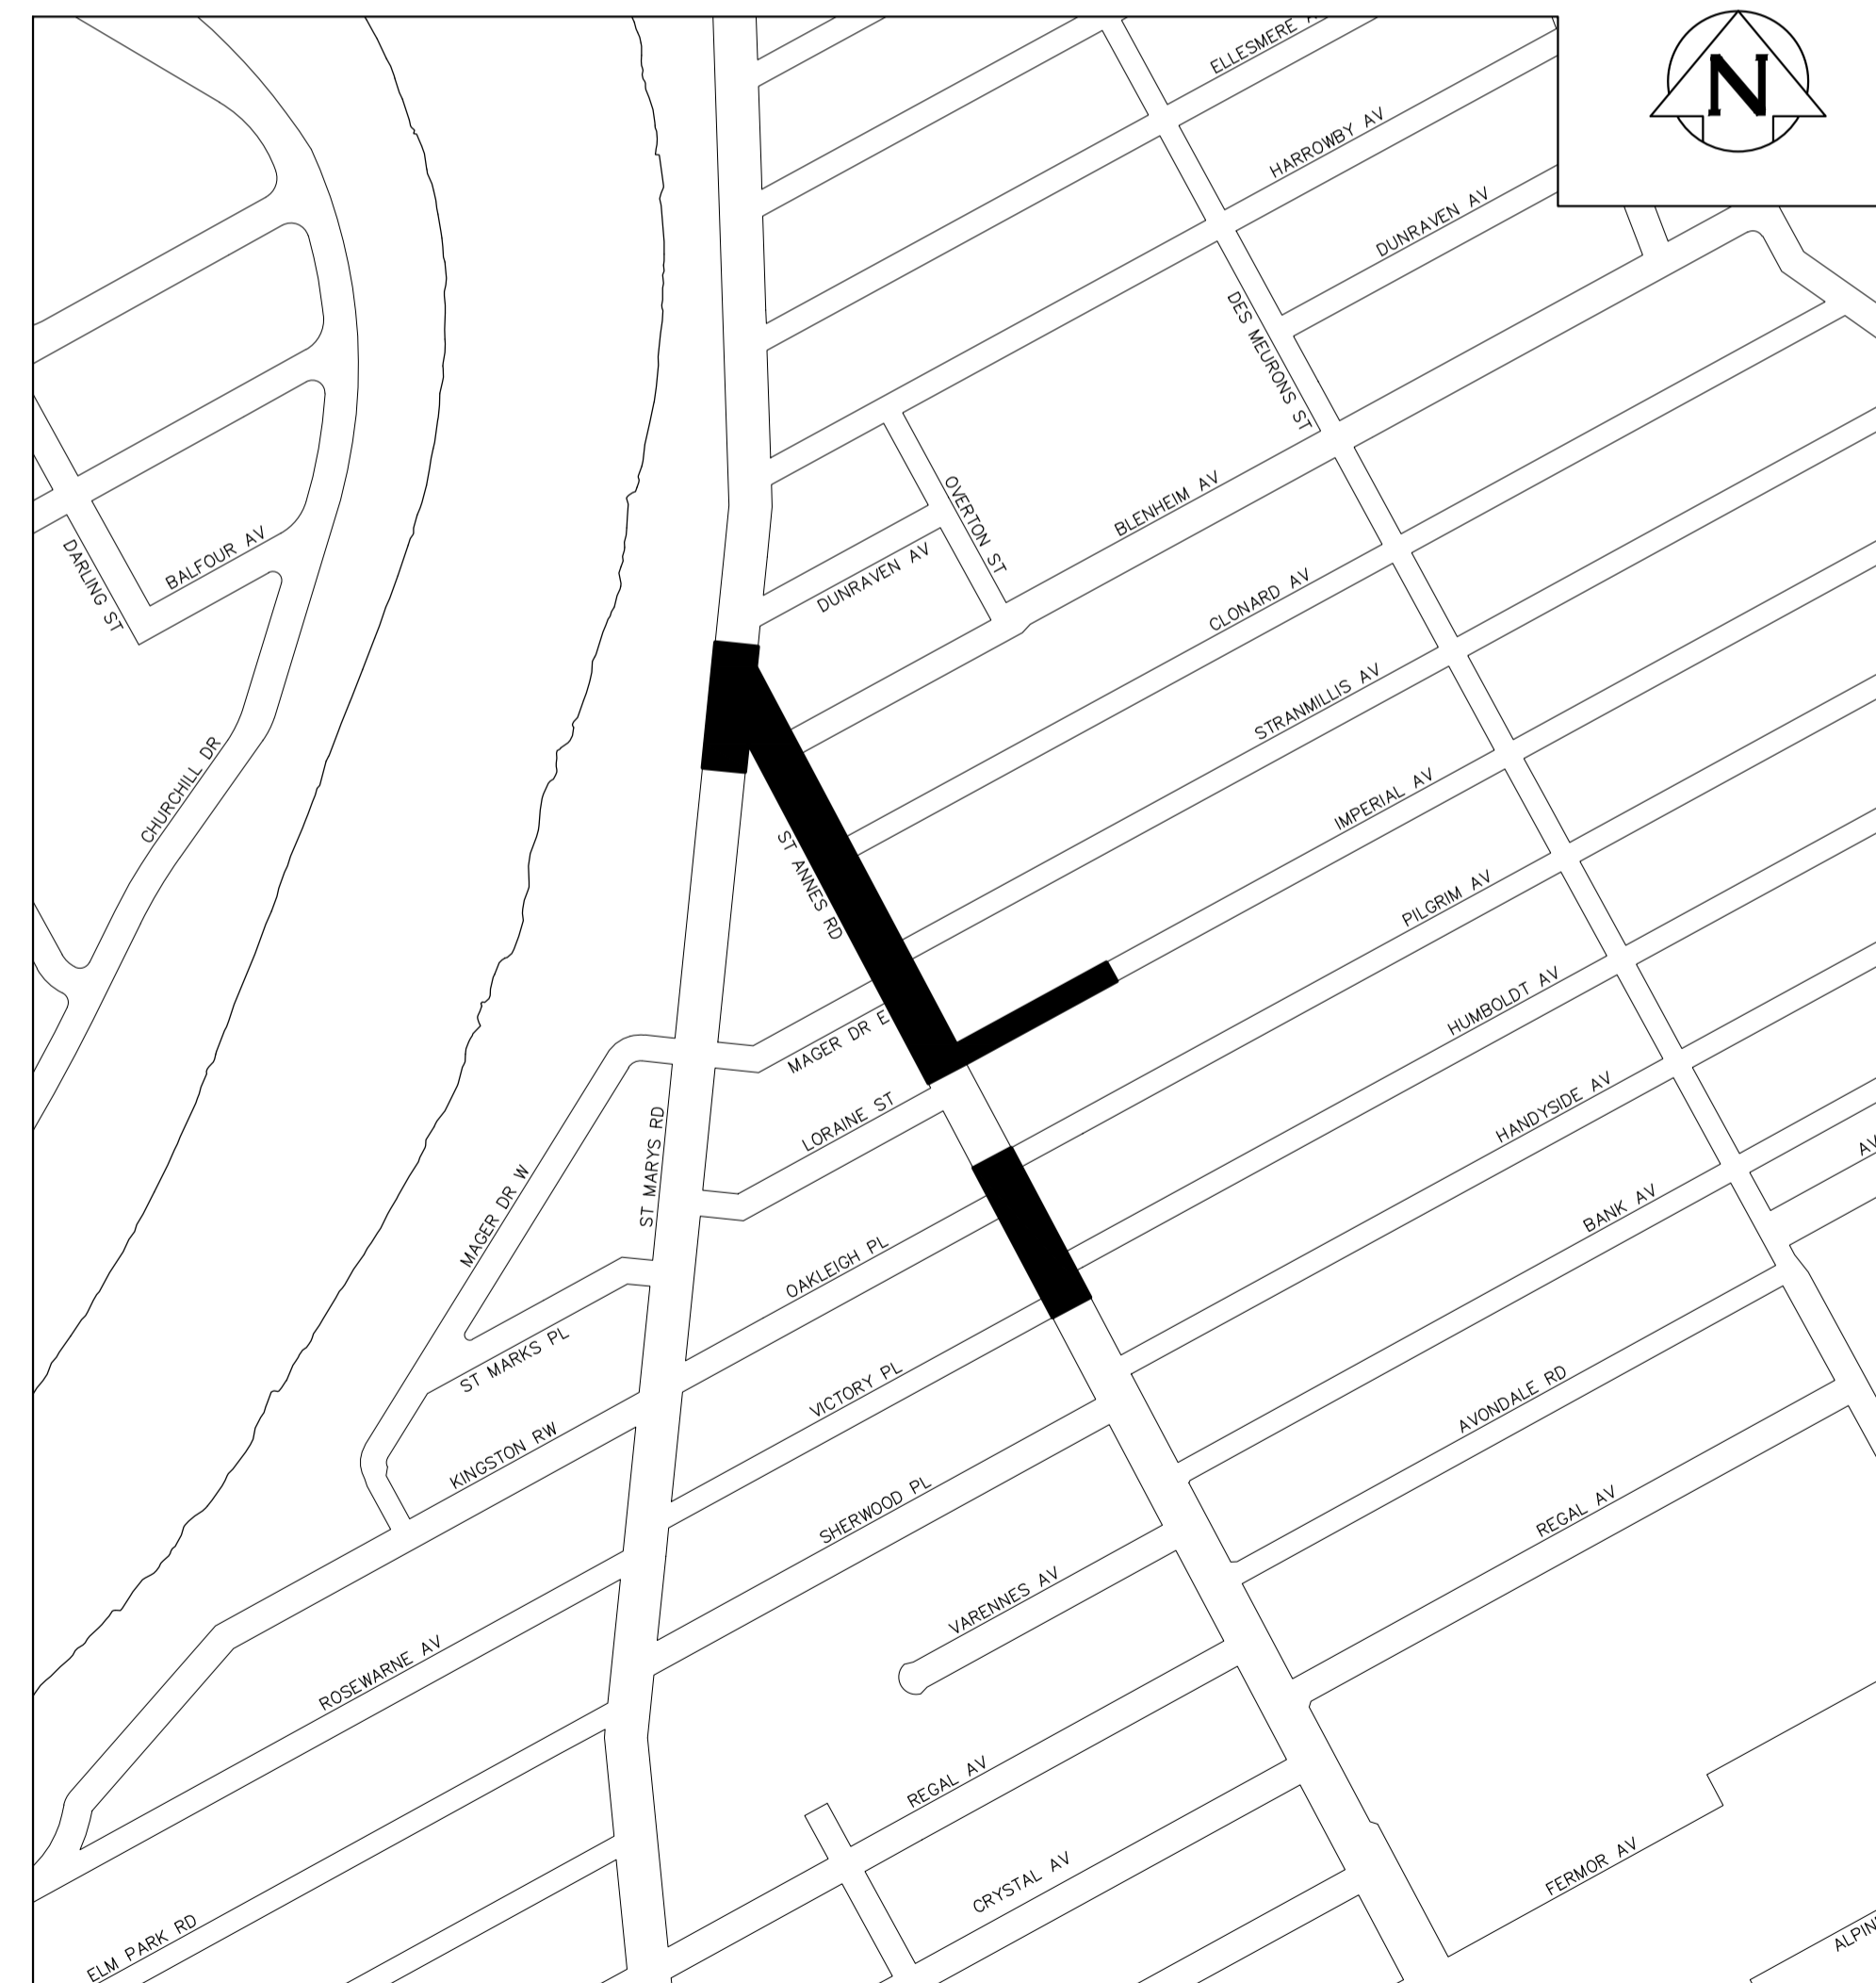 N
ELLESMERE
HARROWBY AV
DUNRAVEN AV
DES MEURONS ST
OVERTON ST
BLENHEIM AV
BALFOUR AV
DARLING ST
DUNRAVEN AV
CLONARD AV
STRANMILLIS AV
CHURCHILL DR
IMPERIAL AV
ST ANNES RD
PILGRIM AV
MAGER DR E
HUMBOLDT AV
LORAINE ST
HANDYSIDE AV
AV
ST MARYS RD
MAGER DR W
BANK AV
OAKLEIGH PL
ST MARKS PL
VICTORY PL
AVONDALE RD
KINGSTON RW
SHERWOOD PL
REGAL AV
VARENNES AV
ROSEWARNE AV
REGAL AV
CRYSTAL AV
FERMOR AV
ELM PARK RD
ALPIN